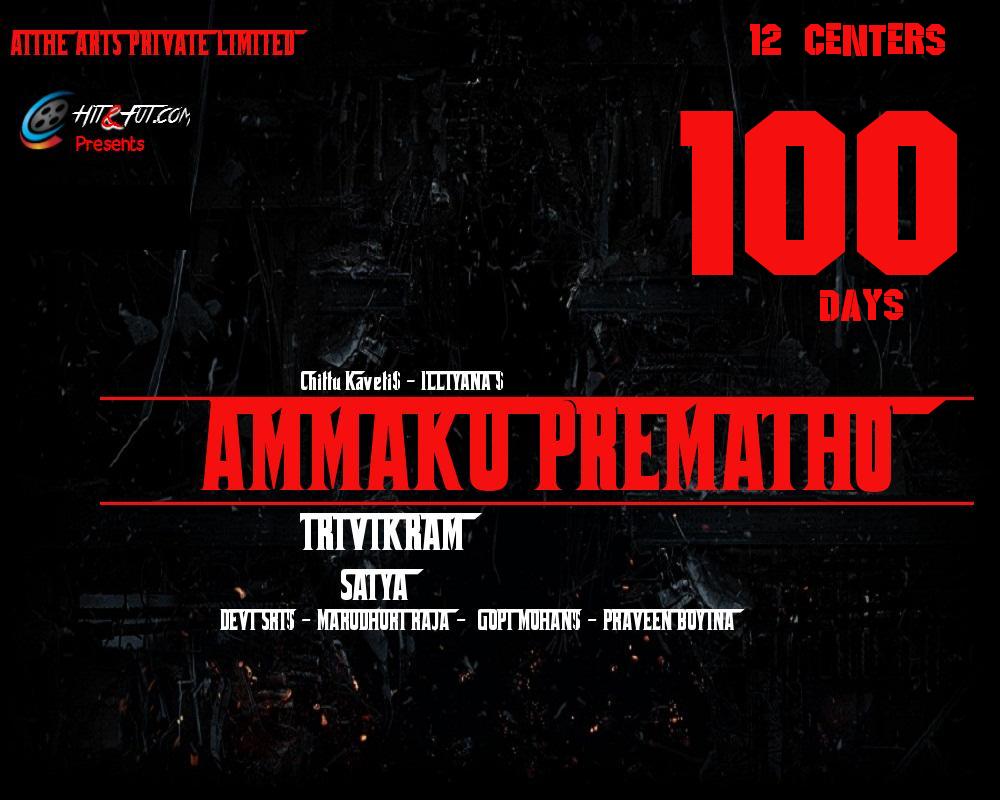 AITHE ARTS PRIVATE LIMITED
12 CENTERS
HIT&FUT.COM
Presents
100
DAYS
Chittu Kaveti$ - ILLIYANA $
AMMAKU PREMATHO
TRIVIKRAM
SATYA
DEVI SRI$ - MARUDHURI RAJA - GOPI MOHAN$ - PRAVEEN BOYINA